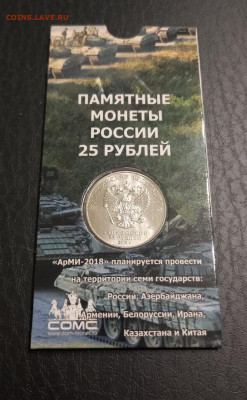 COINS.LAVE.RU
ПАМЯТНЫЕ
МОНЕТЫ
РОССИИ
25 РУБЛЕЙ
«АрМИ-2018» планируется провести
на территории семи государств:
России, Азербайджана,
Армении, Белоруссии, Ирана,
Казахстана и Китая
СОМС